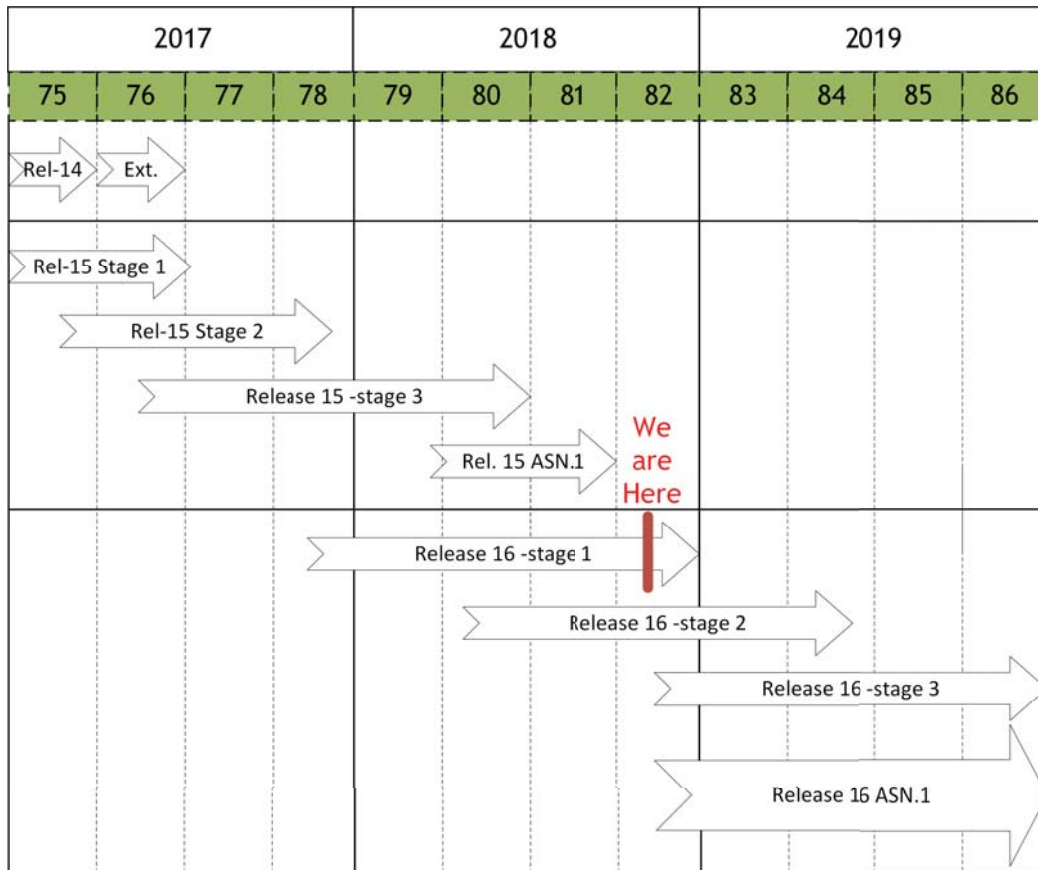 2017 2018 2019
75 76 77 78 79 80 81 82 83 84 85 86
Rel-14 Ext.
Rel-15 Stage 1
Rel-15 Stage 2
Release 15 -stage 3
Rel. 15 ASN.1
We
are
Here
Release 16 -stage 1
Release 16 -stage 2
Release 16 -stage 3
Release 16 ASN.1